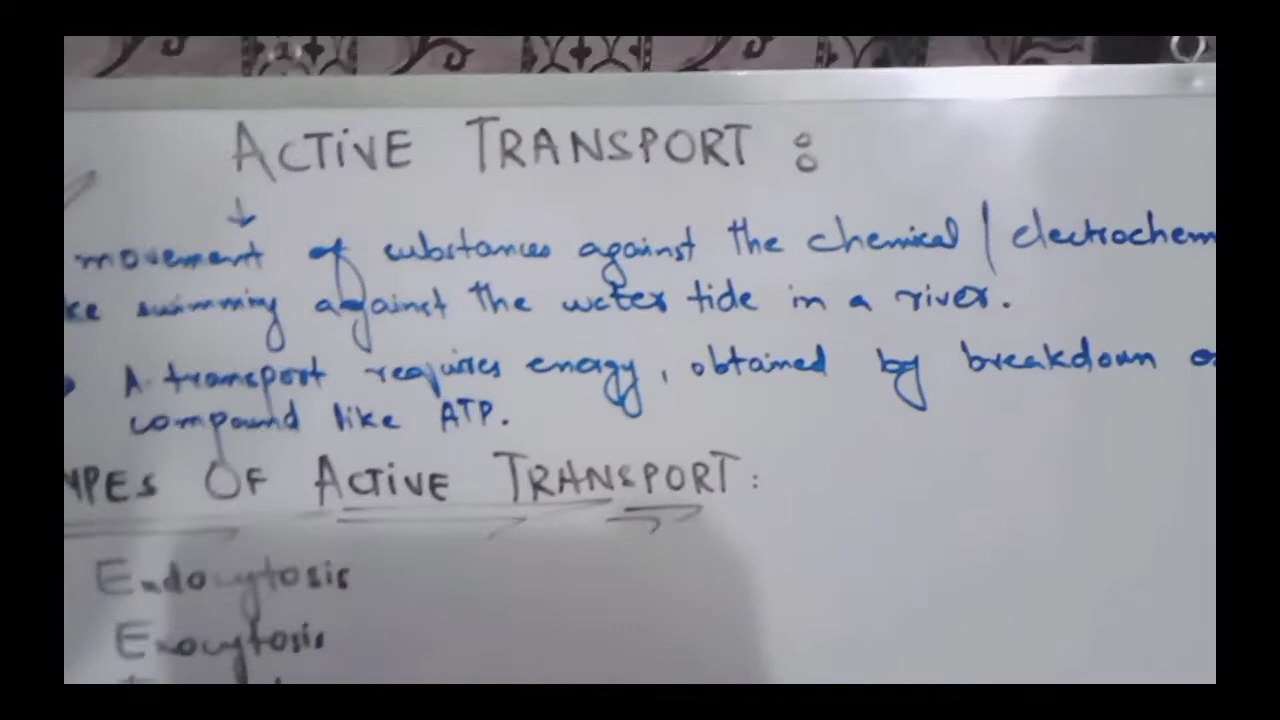 ACTIVE TRANSPORT :
movement of substances against the chemical / electrochem
ke swimming against the water tide in a river.
A. transport requires energy, obtained by breakdown o
compound like ATP.
YPES OF ACTIVE TRANSPORT :
Endocytosis
Exocytosis